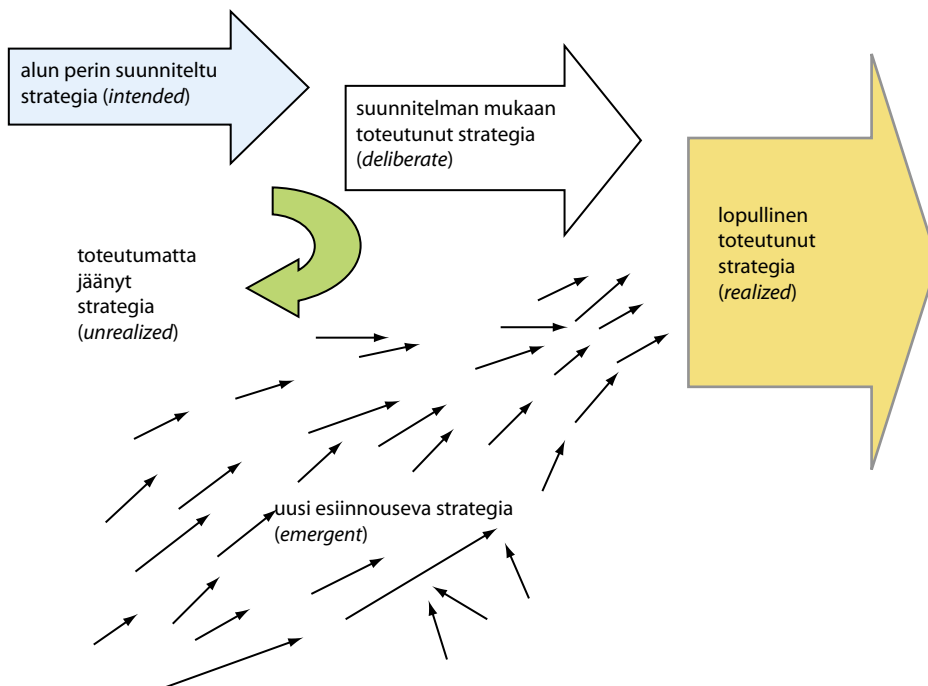 alun perin suunniteltu
strategia (intended)
suunnitelman mukaan
toteutunut strategia
(deliberate)
toteutumatta
jäänyt
strategia
(unrealized)
lopullinen
toteutunut
strategia
(realized)
uusi esiinnouseva strategia
(emergent)